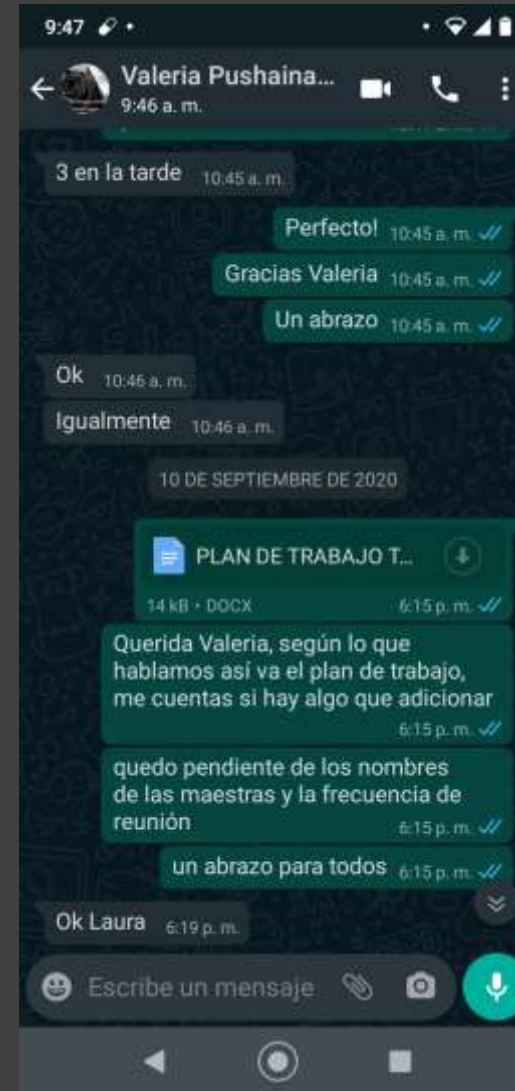 9:47
Valeria Pushaina...
9:46 a. m.
3 en la tarde 10:45 a. m.
Perfecto! 10:45 a. m.
Gracias Valeria 10:45 a. m.
Un abrazo 10:45 a. m.
Ok 10:46 a. m.
Igualmente 10:46 a. m.
10 DE SEPTIEMBRE DE 2020
PLAN DE TRABAJO T...
14 kB • DOCX 6:15 p. m.
Querida Valeria, según lo que
hablamos así va el plan de trabajo,
me cuentas si hay algo que adicionar
6:15 p. m.
quedo pendiente de los nombres
de las maestras y la frecuencia de
reunión 6:15 p. m.
un abrazo para todos 6:15 p. m.
Ok Laura 6:19 p. m.
Escribe un mensaje